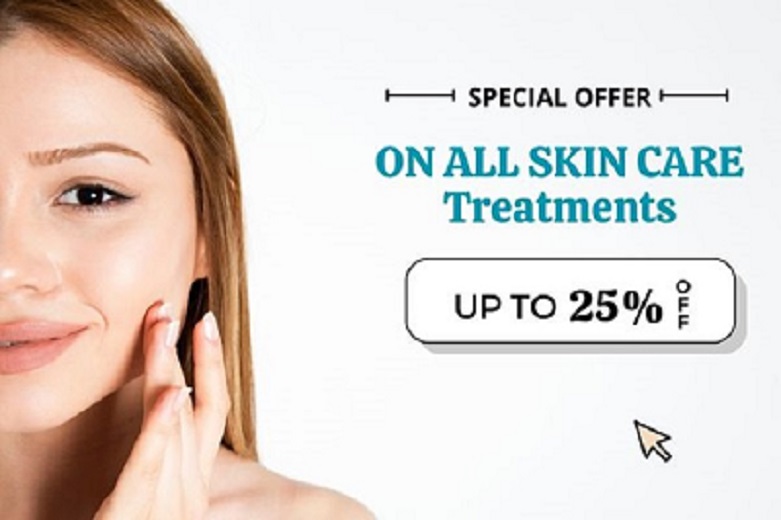 SPECIAL OFFER
ON ALL SKIN CARE
Treatments
UP TO 25% OFF